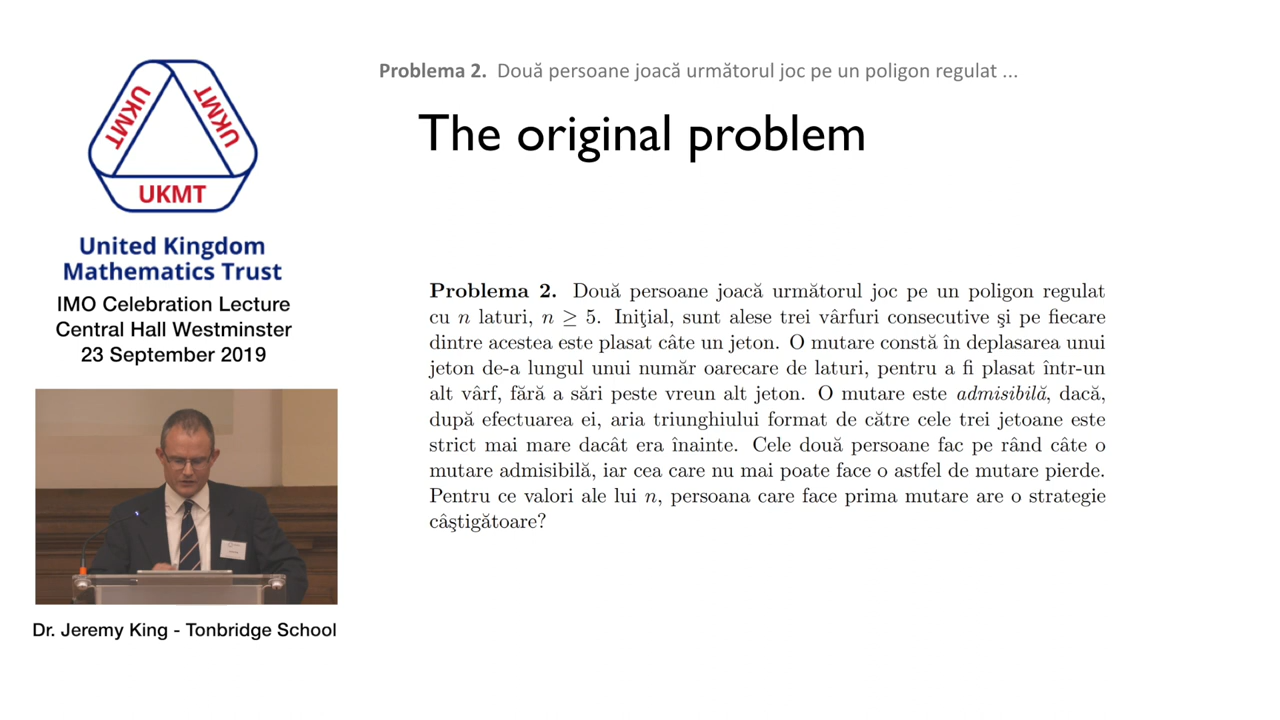 UKMT
UKMT
UKMT
United Kingdom
Mathematics Trust
IMO Celebration Lecture
Central Hall Westminster
23 September 2019
Dr. Jeremy King - Tonbridge School
Problema 2. Două persoane joacă următorul joc pe un poligon regulat ...
The original problem
Problema 2. Două persoane joacă următorul joc pe un poligon regulat
cu n laturi, n ≥ 5. Iniţial, sunt alese trei vârfuri consecutive şi pe fiecare
dintre acestea este plasat câte un jeton. O mutare constă în deplasarea unui
jeton de-a lungul unui număr oarecare de laturi, pentru a fi plasat într-un
alt vârf, fără a sări peste vreun alt jeton. O mutare este admisibilă, dacă,
după efectuarea ei, aria triunghiului format de către cele trei jetoane este
strict mai mare dacât era înainte. Cele două persoane fac pe rând câte o
mutare admisibilă, iar cea care nu mai poate face o astfel de mutare pierde.
Pentru ce valori ale lui n, persoana care face prima mutare are o strategie
câştigătoare?